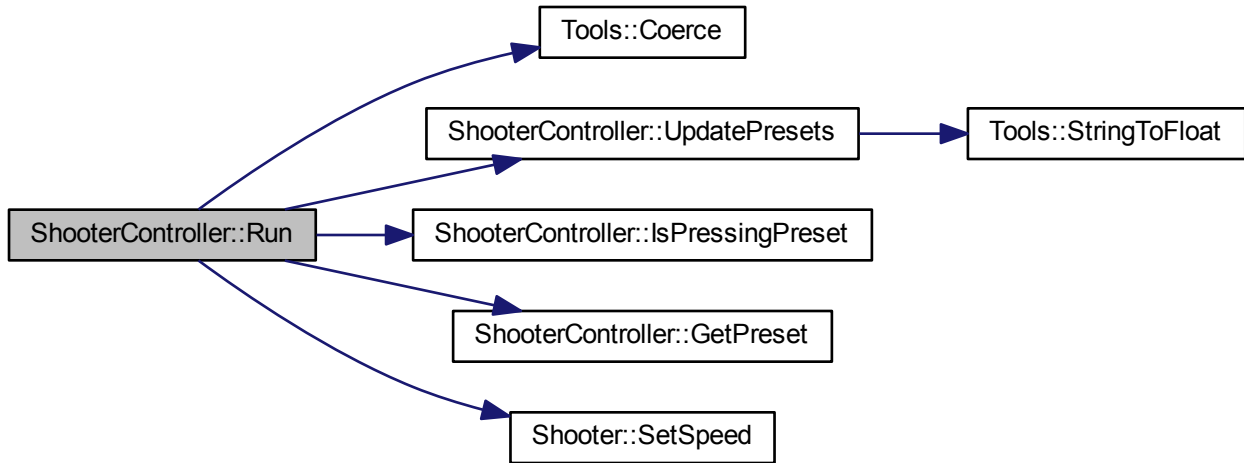 Tools::Coerce
ShooterController::UpdatePresets
Tools::StringToFloat
ShooterController::Run
ShooterController::IsPressingPreset
ShooterController::GetPreset
Shooter::SetSpeed